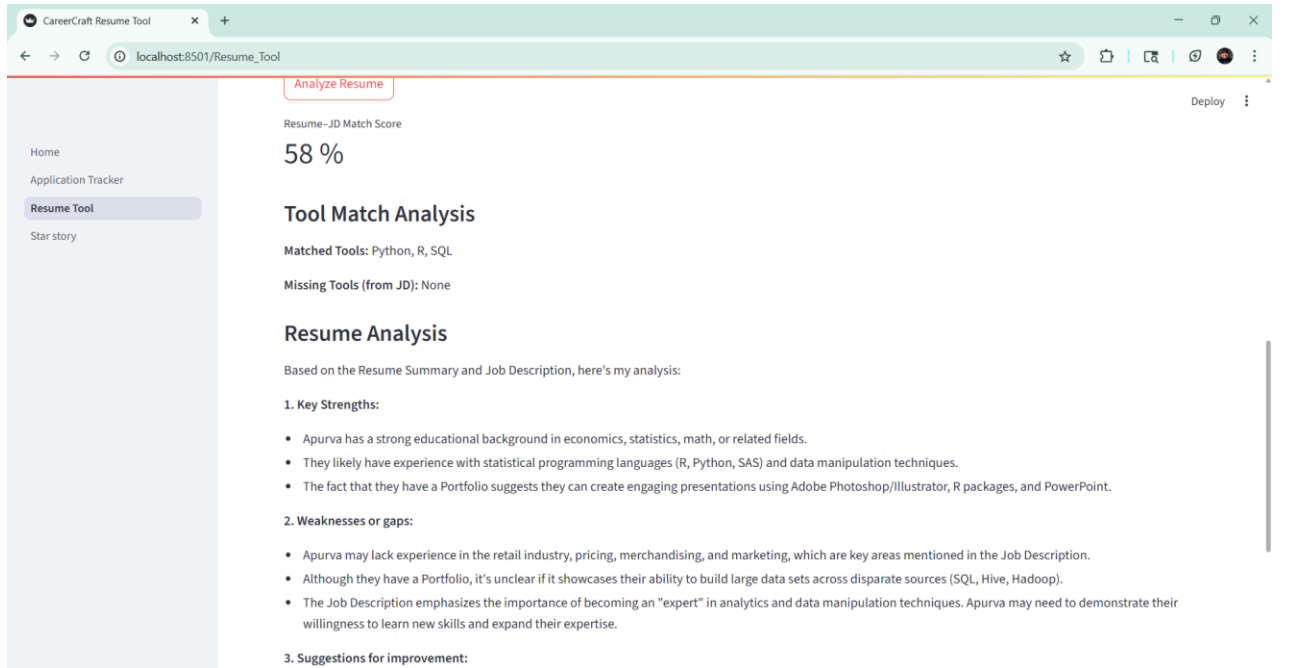 CareerCraft Resume Tool
localhost:8501/Resume_Tool
Analyze Resume
Deploy
Resume–JD Match Score
58 %
Home
Application Tracker
Resume Tool
Star story
Tool Match Analysis
Matched Tools: Python, R, SQL
Missing Tools (from JD): None
Resume Analysis
Based on the Resume Summary and Job Description, here's my analysis:
1. Key Strengths:
• Apurva has a strong educational background in economics, statistics, math, or related fields.
• They likely have experience with statistical programming languages (R, Python, SAS) and data manipulation techniques.
• The fact that they have a Portfolio suggests they can create engaging presentations using Adobe Photoshop/Illustrator, R packages, and PowerPoint.
2. Weaknesses or gaps:
• Apurva may lack experience in the retail industry, pricing, merchandising, and marketing, which are key areas mentioned in the Job Description.
• Although they have a Portfolio, it's unclear if it showcases their ability to build large data sets across disparate sources (SQL, Hive, Hadoop).
• The Job Description emphasizes the importance of becoming an "expert" in analytics and data manipulation techniques. Apurva may need to demonstrate their
willingness to learn new skills and expand their expertise.
3. Suggestions for improvement: